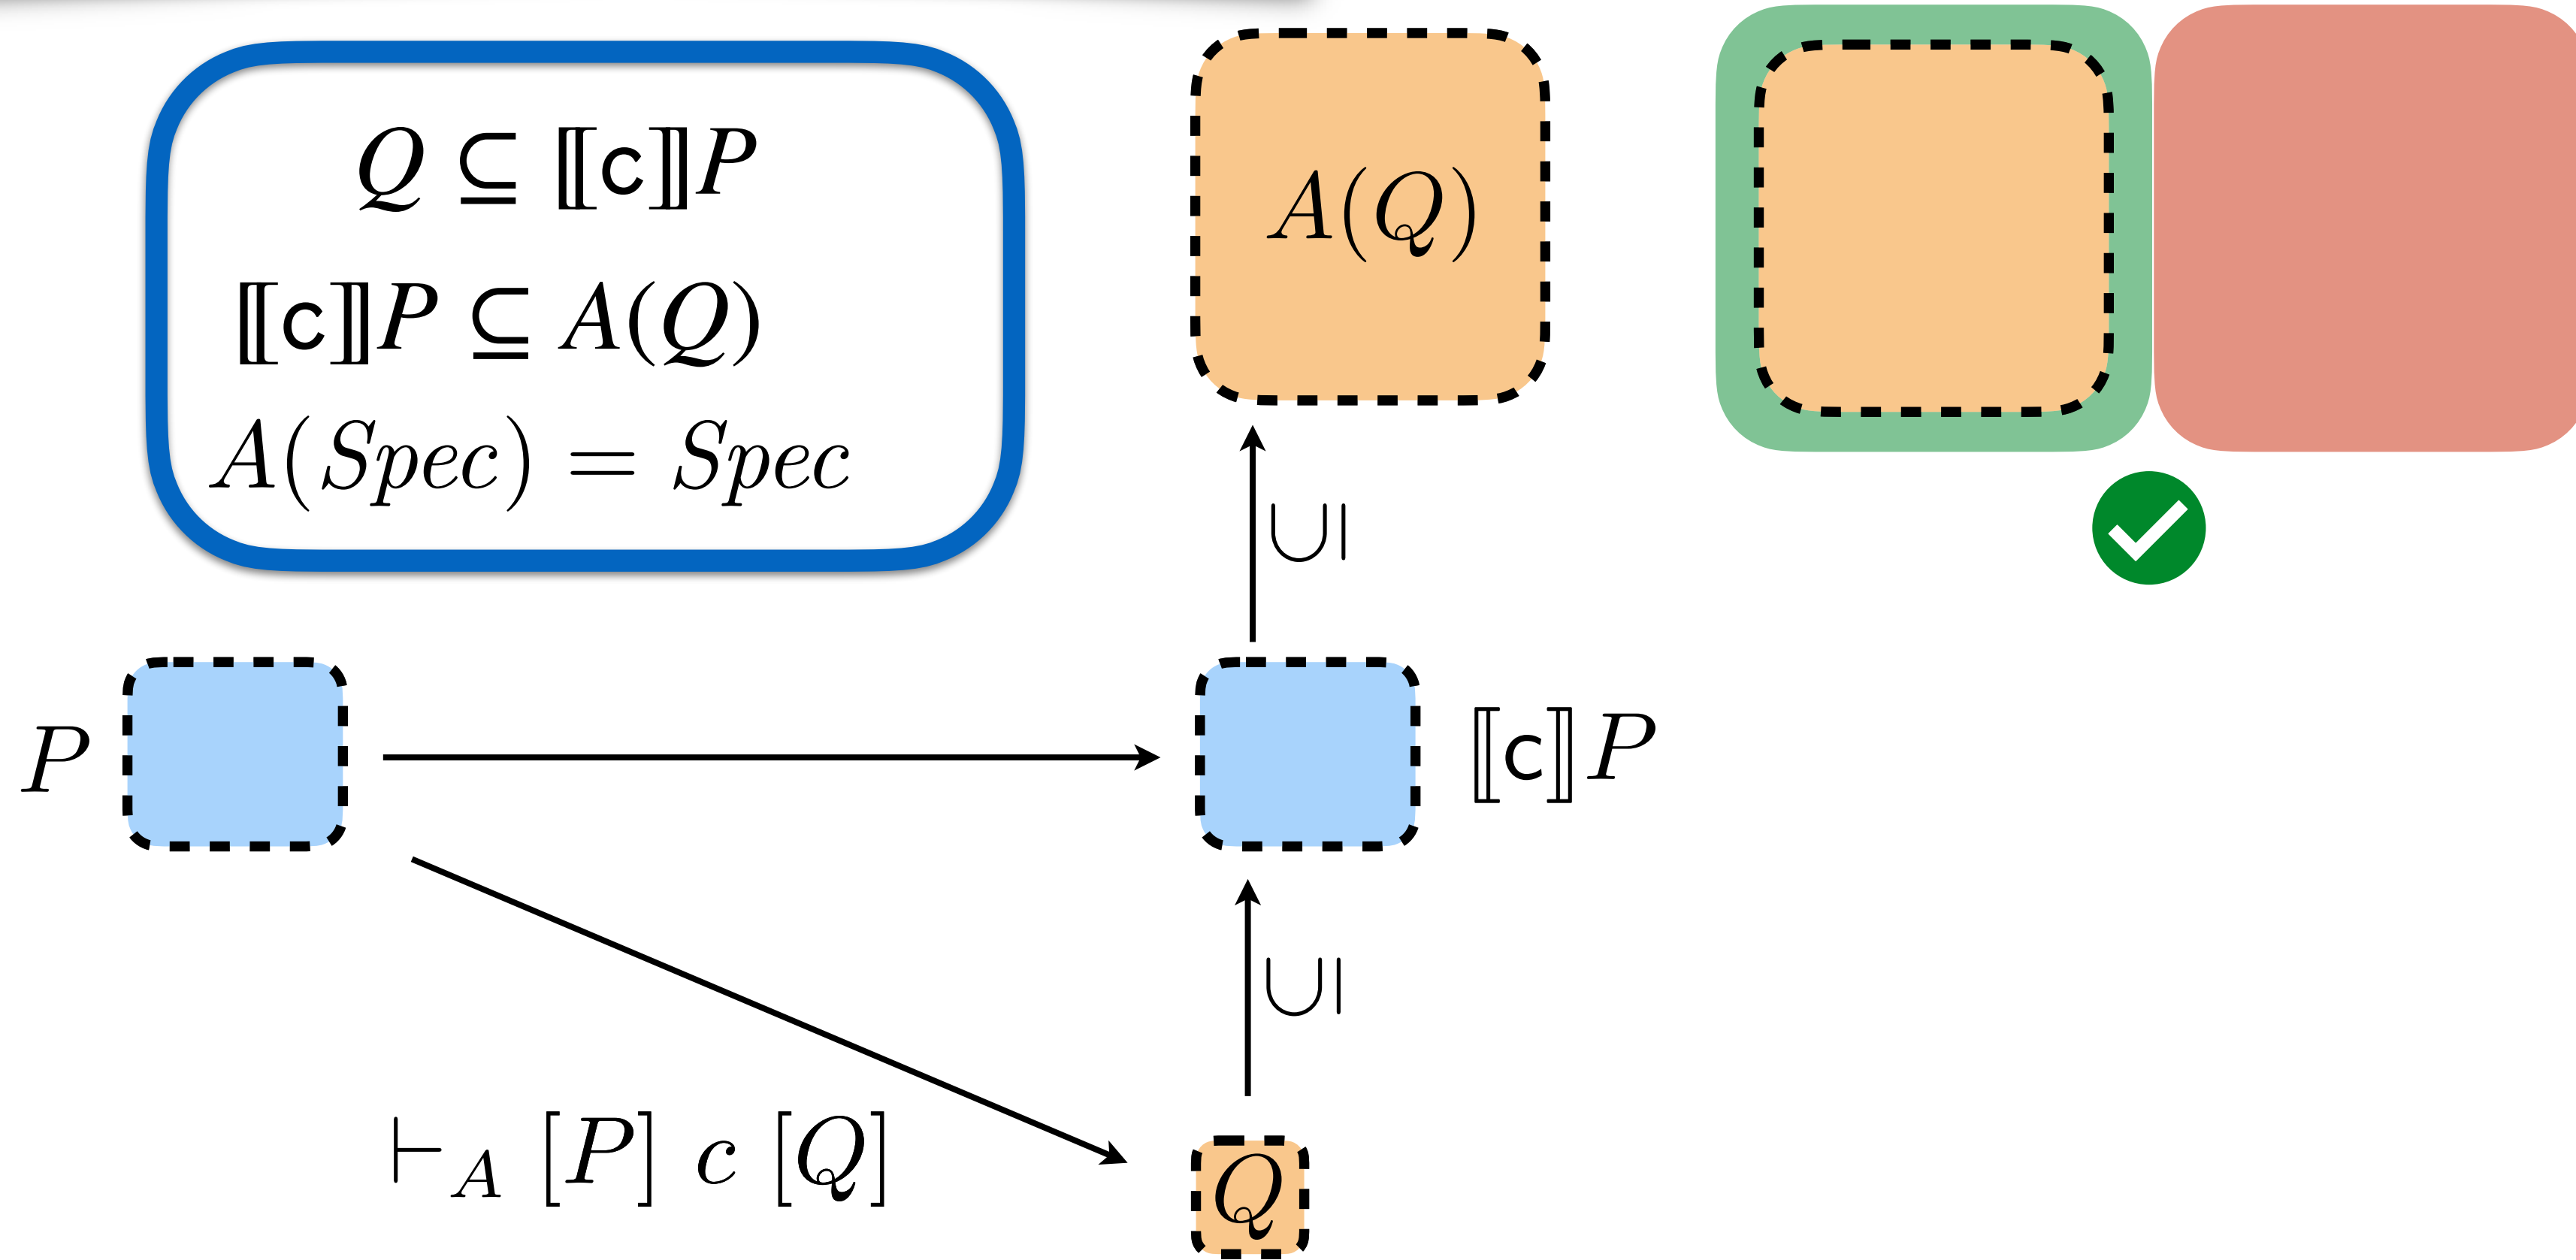 Q ⊆ ⟦c⟧P
⟦c⟧P ⊆ A(Q)
A(Spec) = Spec
A(Q)
∪|
P
⟦c⟧P
∪|
⊢_A [P] c [Q]
Q